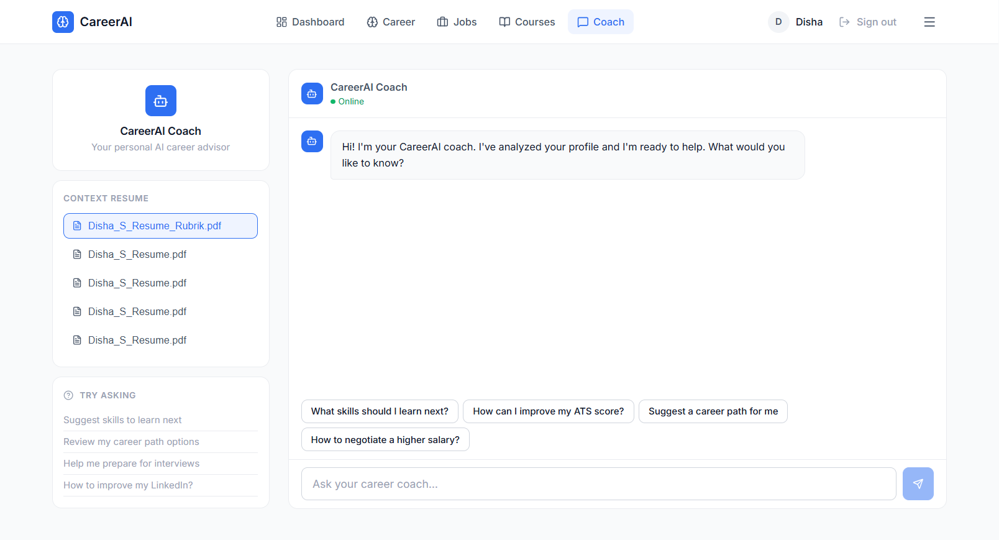 CareerAI
Dashboard
Career
Jobs
Courses
Coach
D
Disha
Sign out
CareerAI Coach
Your personal AI career advisor
CONTEXT RESUME
Disha_S_Resume_Rubrik.pdf
Disha_S_Resume.pdf
Disha_S_Resume.pdf
Disha_S_Resume.pdf
Disha_S_Resume.pdf
TRY ASKING
Suggest skills to learn next
Review my career path options
Help me prepare for interviews
How to improve my LinkedIn?
CareerAI Coach
Online
Hi! I'm your CareerAI coach. I've analyzed your profile and I'm ready to help. What would you
like to know?
What skills should I learn next?
How can I improve my ATS score?
Suggest a career path for me
How to negotiate a higher salary?
Ask your career coach...